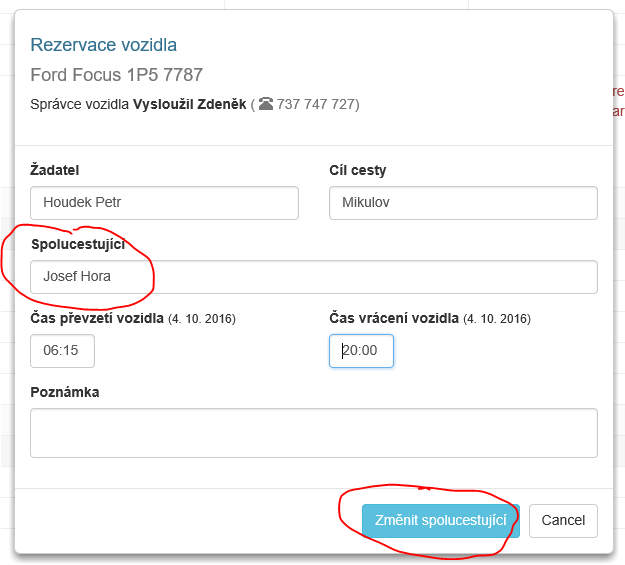 Rezervace vozidla
Ford Focus 1P5 7787
re
Správce vozidla Vysloužil Zdeněk ( ☎ 737 747 727)
ar
Žadatel Cíl cesty
Houdek Petr Mikulov
Spolucestující
Josef Hora
Čas převzetí vozidla (4. 10. 2016) Čas vrácení vozidla (4. 10. 2016)
06:15 20:00
Poznámka
Změnit spolucestující Cancel